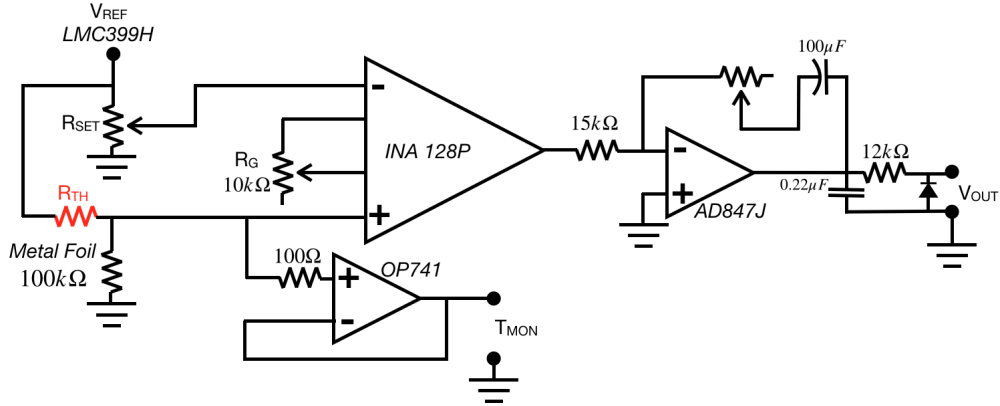 VREF
LMC399H
RSET
RTH
Metal Foil
100kΩ
RG
10kΩ
-
+
INA 128P
100Ω
OP741
+
-
TMON
15kΩ
-
+
AD847J
100μF
0.22μF
12kΩ
VOUT